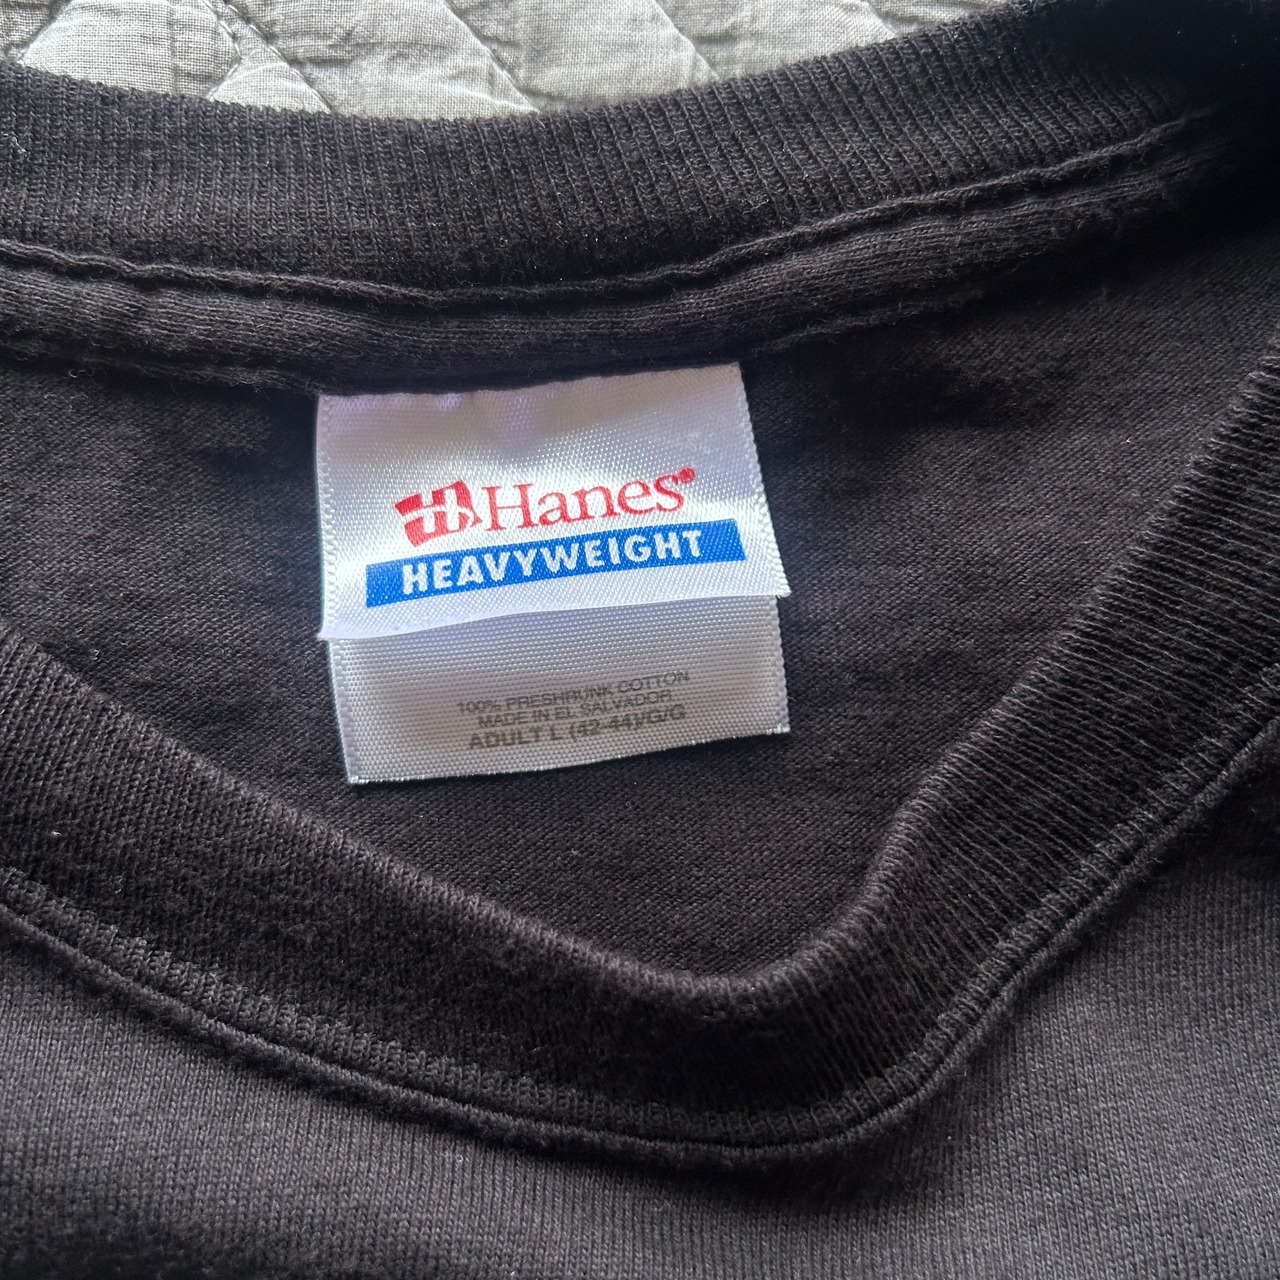 Hanes®
HEAVYWEIGHT
100% PRESHRUNK COTTON
MADE IN EL SALVADOR
ADULT L (42-44)/G/G